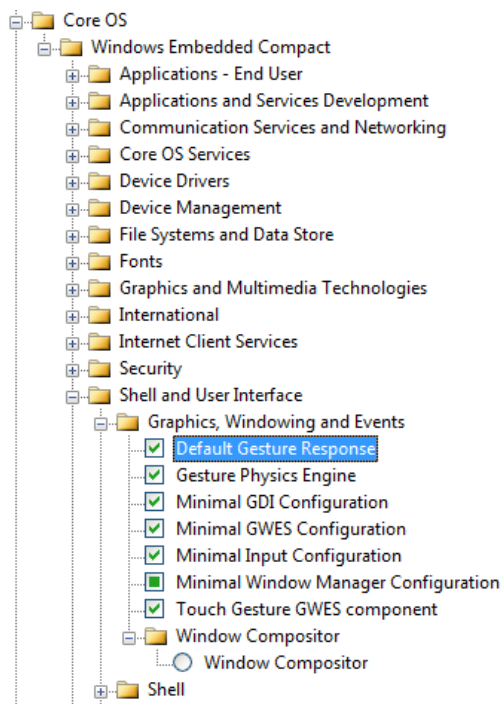 Core OS
Windows Embedded Compact
Applications - End User
Applications and Services Development
Communication Services and Networking
Core OS Services
Device Drivers
Device Management
File Systems and Data Store
Fonts
Graphics and Multimedia Technologies
International
Internet Client Services
Security
Shell and User Interface
Graphics, Windowing and Events
Default Gesture Response
Gesture Physics Engine
Minimal GDI Configuration
Minimal GWES Configuration
Minimal Input Configuration
Minimal Window Manager Configuration
Touch Gesture GWES component
Window Compositor
Window Compositor
Shell